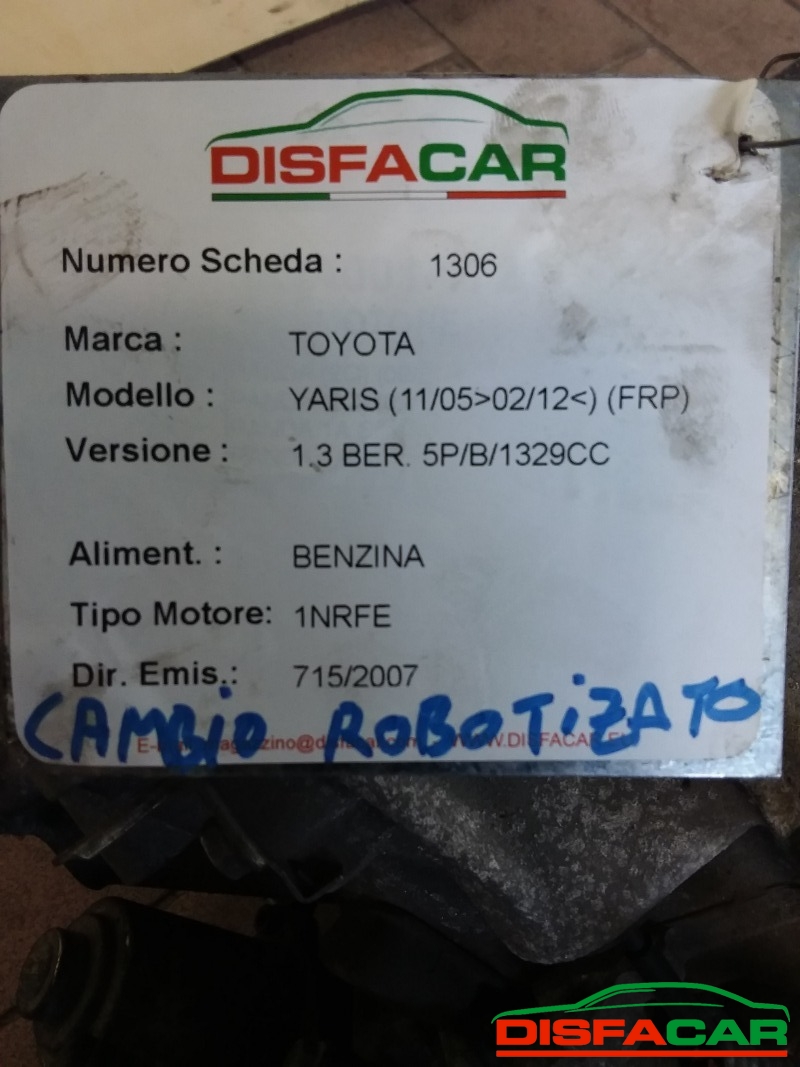 DISFACAR
Numero Scheda : 1306
Marca : TOYOTA
Modello : YARIS (11/05>02/12<) (FRP)
Versione : 1.3 BER. 5P/B/1329CC
Aliment. : BENZINA
Tipo Motore: 1NRFE
Dir. Emis.: 715/2007
CAMBIO ROBOTIZATO
DISFACAR